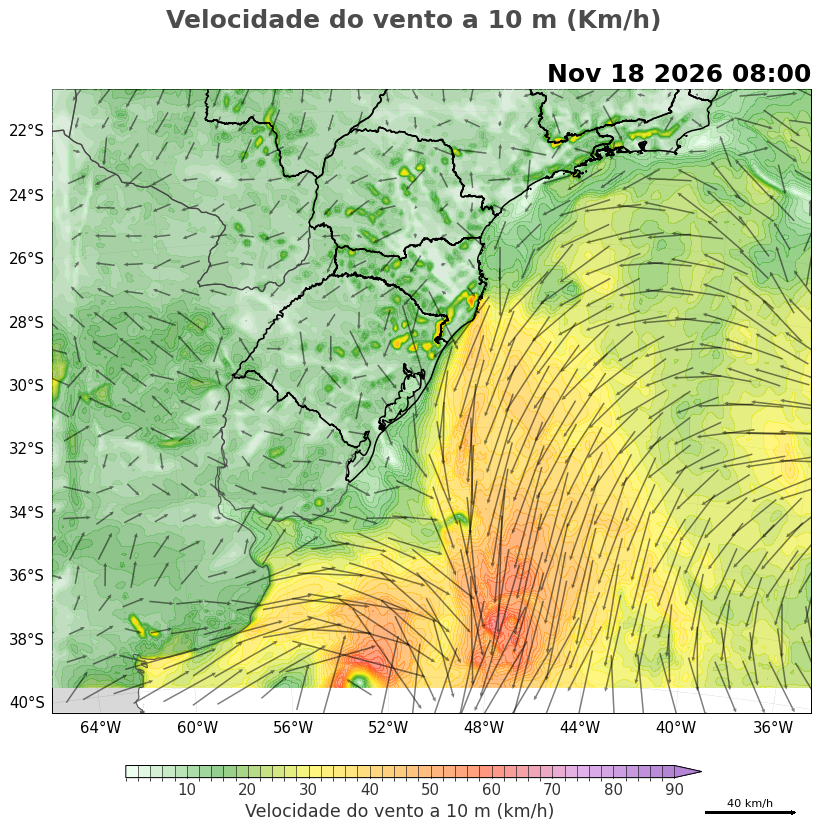 Velocidade do vento a 10 m (Km/h)
Nov 18 2026 08:00
22°S
24°S
26°S
28°S
30°S
32°S
34°S
36°S
38°S
40°S
64°W 60°W 56°W 52°W 48°W 44°W 40°W 36°W
10 20 30 40 50 60 70 80 90
Velocidade do vento a 10 m (km/h)
40 km/h